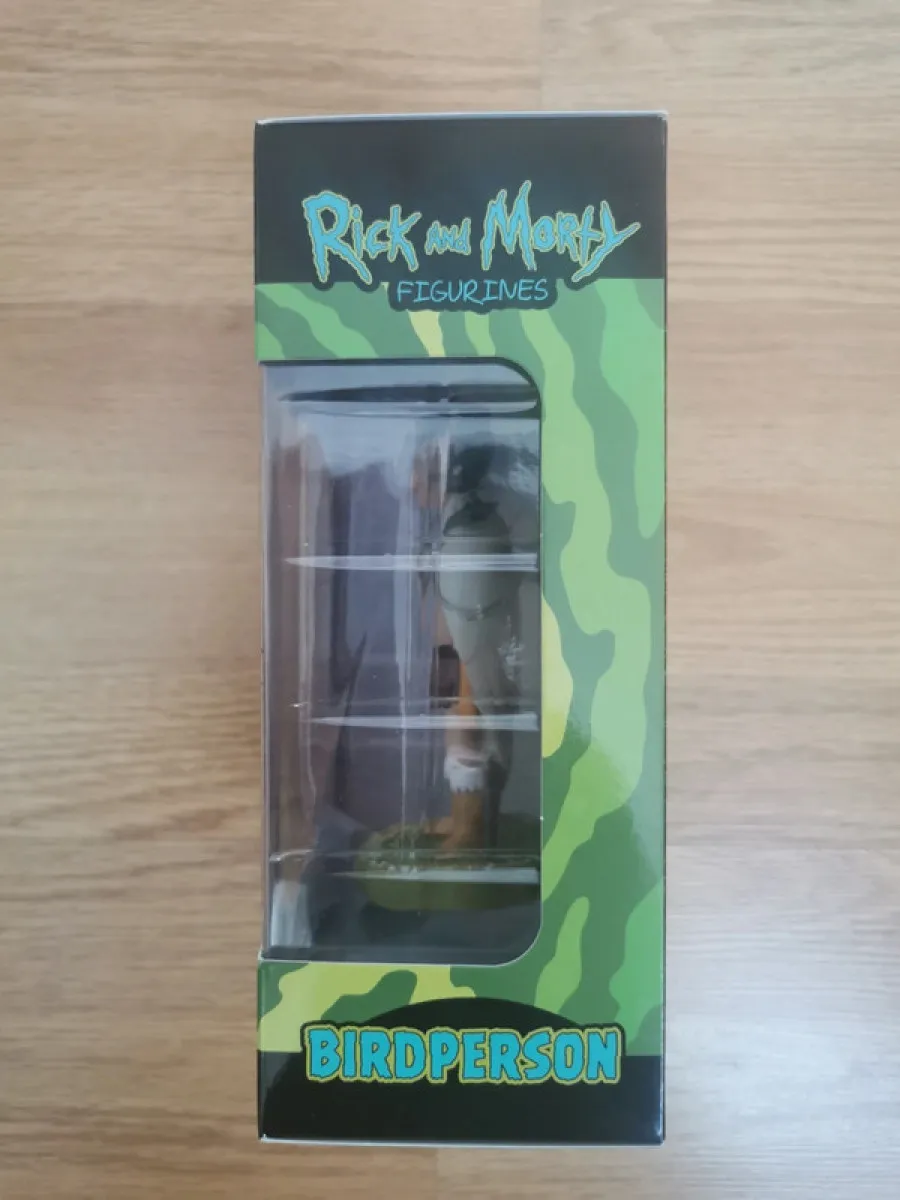 Rick and Morty
FIGURINES
BIRDPERSON